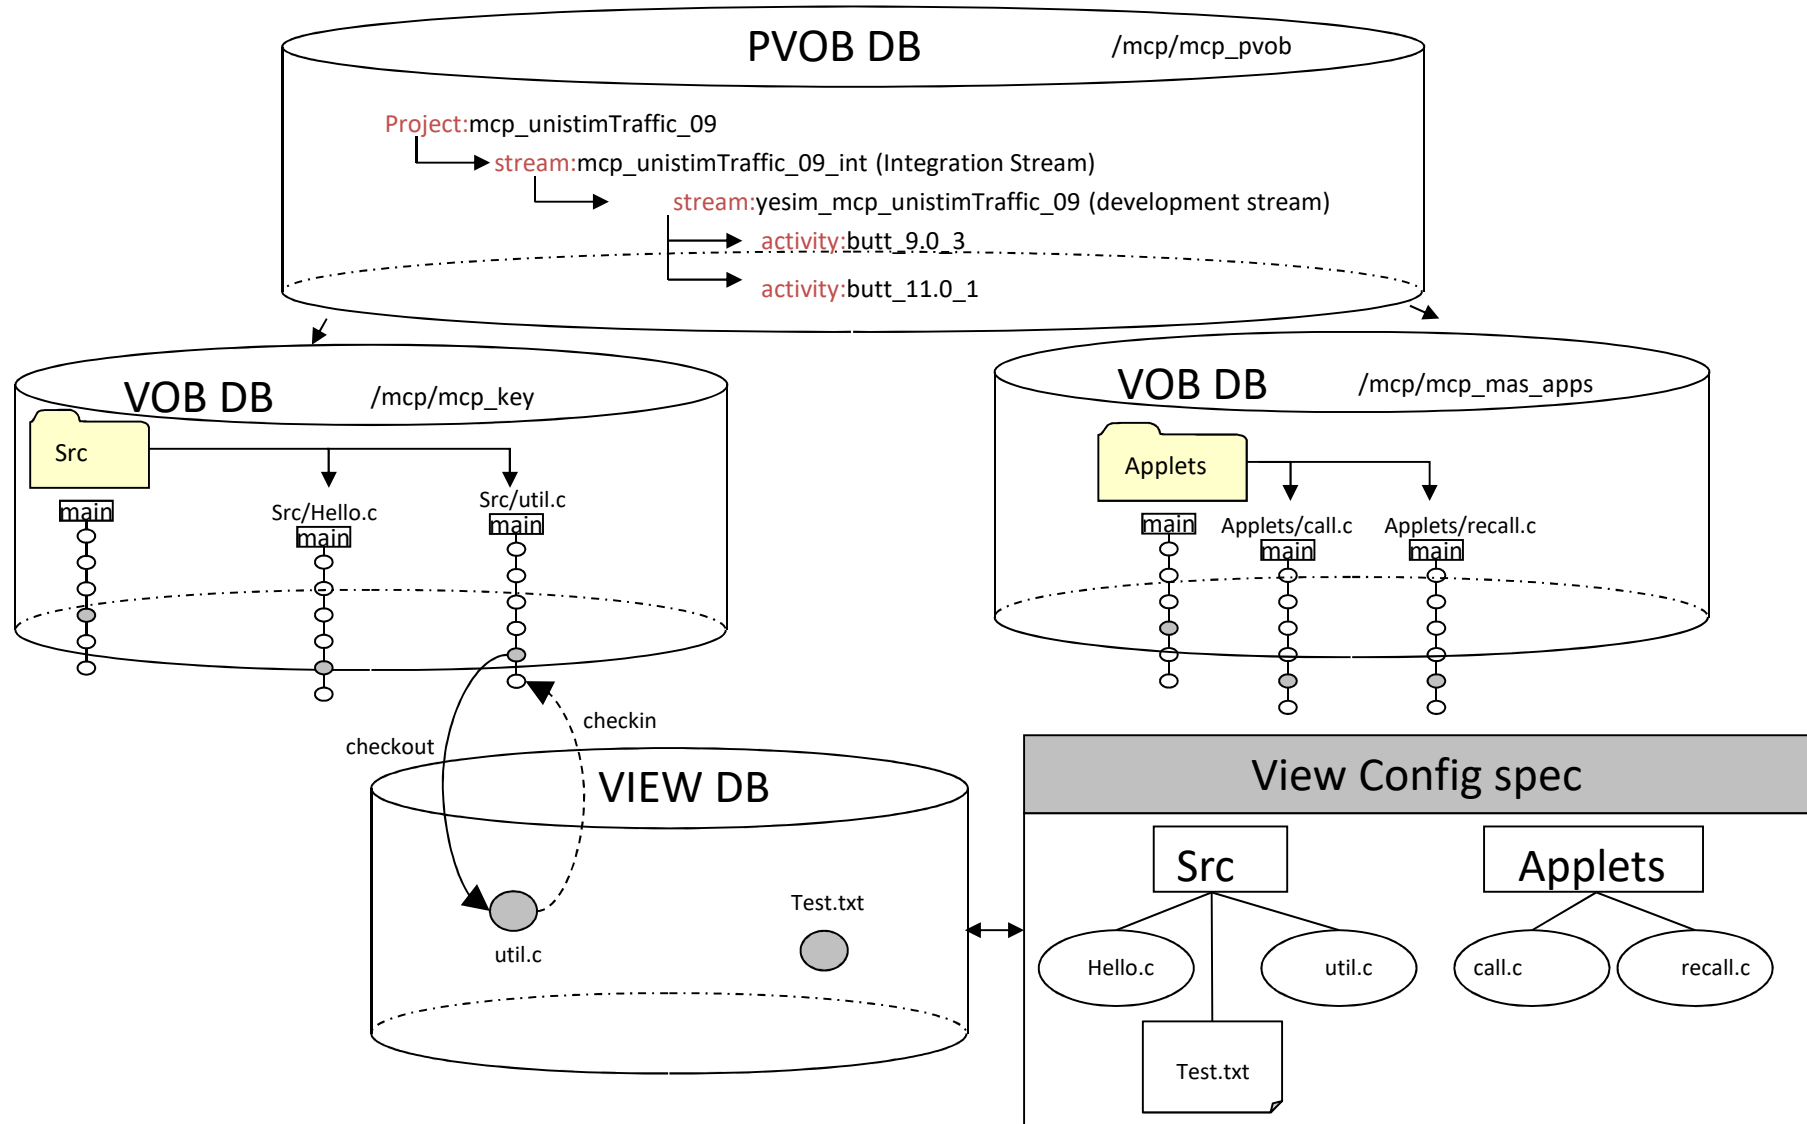 PVOB DB
/mcp/mcp_pvob
Project:mcp_unistimTraffic_09
stream:mcp_unistimTraffic_09_int (Integration Stream)
stream:yesim_mcp_unistimTraffic_09 (development stream)
activity:butt_9.0_3
activity:butt_11.0_1
VOB DB
/mcp/mcp_key
Src
main
Src/Hello.c
main
Src/util.c
main
VOB DB
/mcp/mcp_mas_apps
Applets
main
Applets/call.c
main
Applets/recall.c
main
checkout
checkin
VIEW DB
util.c
Test.txt
View Config spec
Src
Applets
Hello.c
util.c
call.c
recall.c
Test.txt